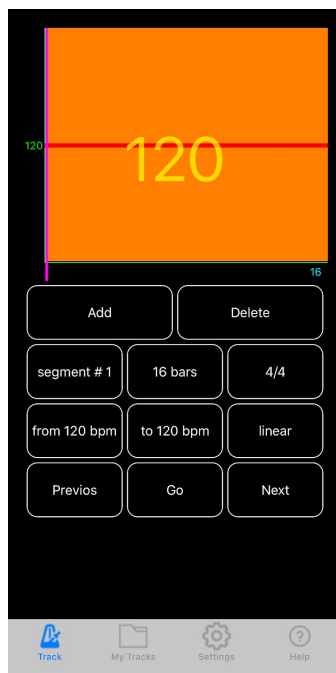 120 120
16
Add Delete
segment # 1 16 bars 4/4
from 120 bpm to 120 bpm linear
Previos Go Next
Track My Tracks Settings Help